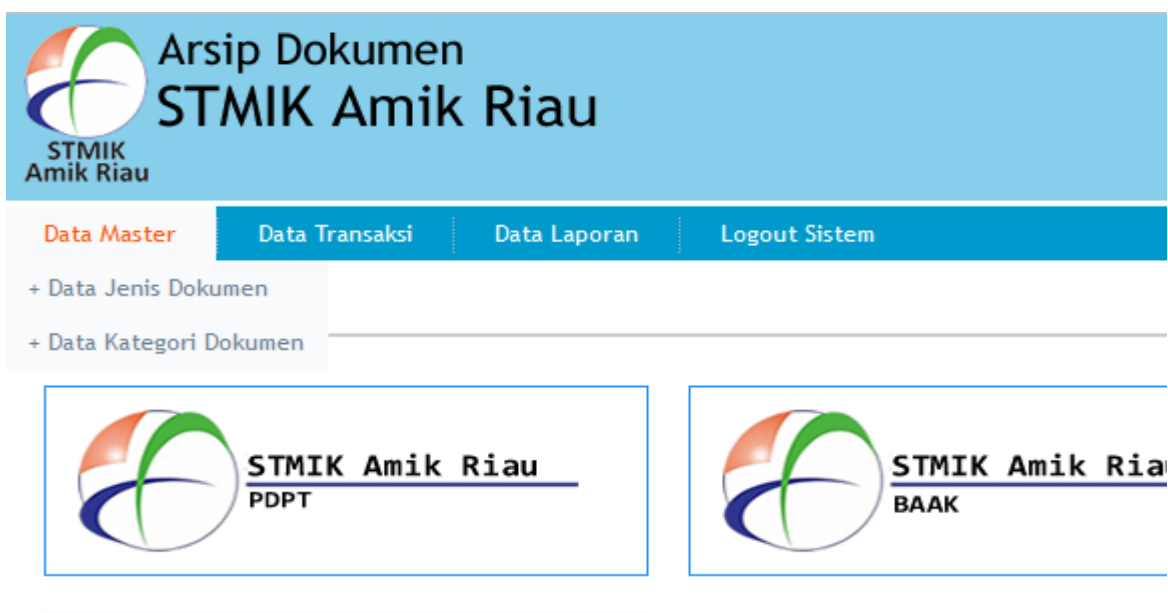 Arsip Dokumen
STMIK Amik Riau
STMIK
Amik Riau
Data Master Data Transaksi Data Laporan Logout Sistem
+ Data Jenis Dokumen
+ Data Kategori Dokumen
STMIK Amik Riau
PDPT
STMIK Amik Ria
BAAK